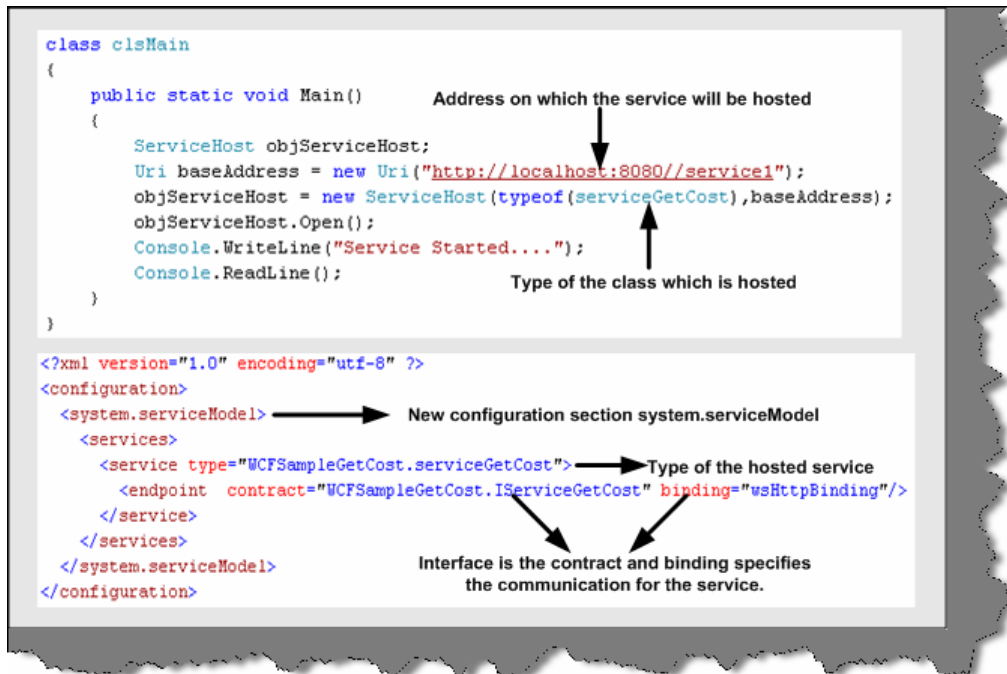 class clsMain
{
public static void Main()
Address on which the service will be hosted
{
ServiceHost objServiceHost;
Uri baseAddress = new Uri("http://localhost:8080//service1");
objServiceHost = new ServiceHost(typeof(serviceGetCost),baseAddress);
objServiceHost.Open();
Console.WriteLine("Service Started....");
Console.ReadLine();
Type of the class which is hosted
}
}
<?xml version="1.0" encoding="utf-8" ?>
<configuration>
<system.serviceModel> New configuration section system.serviceModel
<services>
<service type="WCFSampleGetCost.serviceGetCost"> Type of the hosted service
<endpoint contract="WCFSampleGetCost.IServiceGetCost" binding="wsHttpBinding"/>
</service>
</services>
Interface is the contract and binding specifies
</system.serviceModel>
the communication for the service.
</configuration>